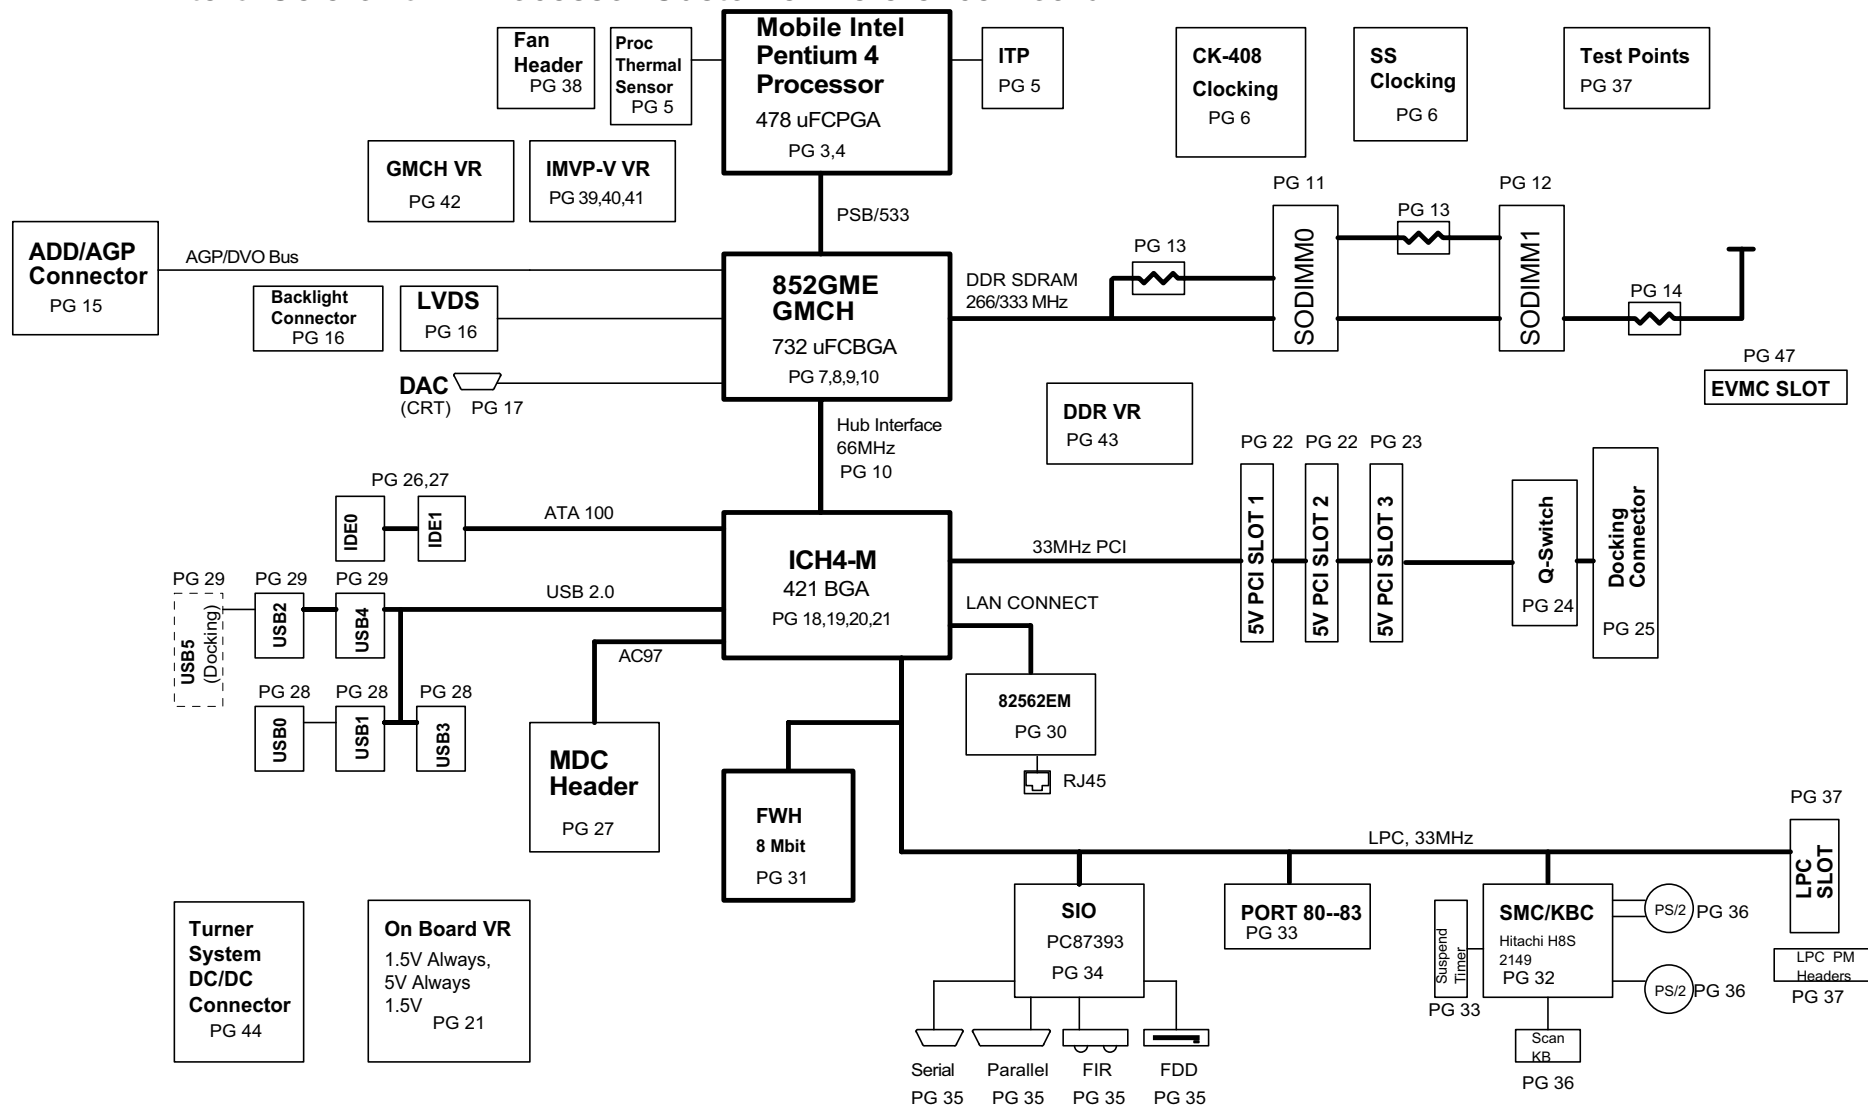 Fan
Header
PG 38
Proc
Thermal
Sensor
PG 5
Mobile Intel
Pentium 4
Processor
478 uFCPGA
PG 3,4
ITP
PG 5
CK-408
Clocking
PG 6
SS
Clocking
PG 6
Test Points
PG 37
GMCH VR
PG 42
IMVP-V VR
PG 39,40,41
PSB/533
ADD/AGP
Connector
PG 15
AGP/DVO Bus
Backlight
Connector
PG 16
LVDS
PG 16
DAC
(CRT)
PG 17
852GME
GMCH
732 uFCBGA
PG 7,8,9,10
DDR SDRAM
266/333 MHz
PG 13
PG 11
SODIMM0
PG 13
PG 12
SODIMM1
PG 14
PG 47
EVMC SLOT
Hub Interface
66MHz
PG 10
DDR VR
PG 43
PG 22
PG 22
PG 23
5V PCI SLOT 1
5V PCI SLOT 2
5V PCI SLOT 3
Q-Switch
PG 24
Docking
Connector
PG 25
PG 26,27
IDE0
IDE1
ATA 100
ICH4-M
421 BGA
PG 18,19,20,21
33MHz PCI
LAN CONNECT
PG 29
PG 29
PG 29
USB5
(Docking)
USB2
USB4
USB 2.0
AC97
PG 28
PG 28
PG 28
USB0
USB1
USB3
MDC
Header
PG 27
82562EM
PG 30
RJ45
FWH
8 Mbit
PG 31
LPC, 33MHz
PG 37
LPC
SLOT
Turner
System
DC/DC
Connector
PG 44
On Board VR
1.5V Always,
5V Always
1.5V
PG 21
SIO
PC87393
PG 34
PORT 80--83
PG 33
Suspend
Timer
PG 33
SMC/KBC
Hitachi H8S
2149
PG 32
PS/2
PG 36
PS/2
PG 36
LPC PM
Headers
PG 37
Scan
KB
PG 36
Serial
PG 35
Parallel
PG 35
FIR
PG 35
FDD
PG 35